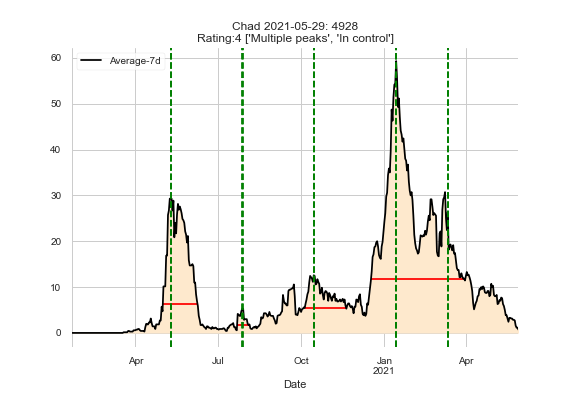 Chad 2021-05-29: 4928
Rating:4 ['Multiple peaks', 'In control']
Average-7d
60
50
40
30
20
10
0
Apr
Jul
Oct
Jan
2021
Apr
Date